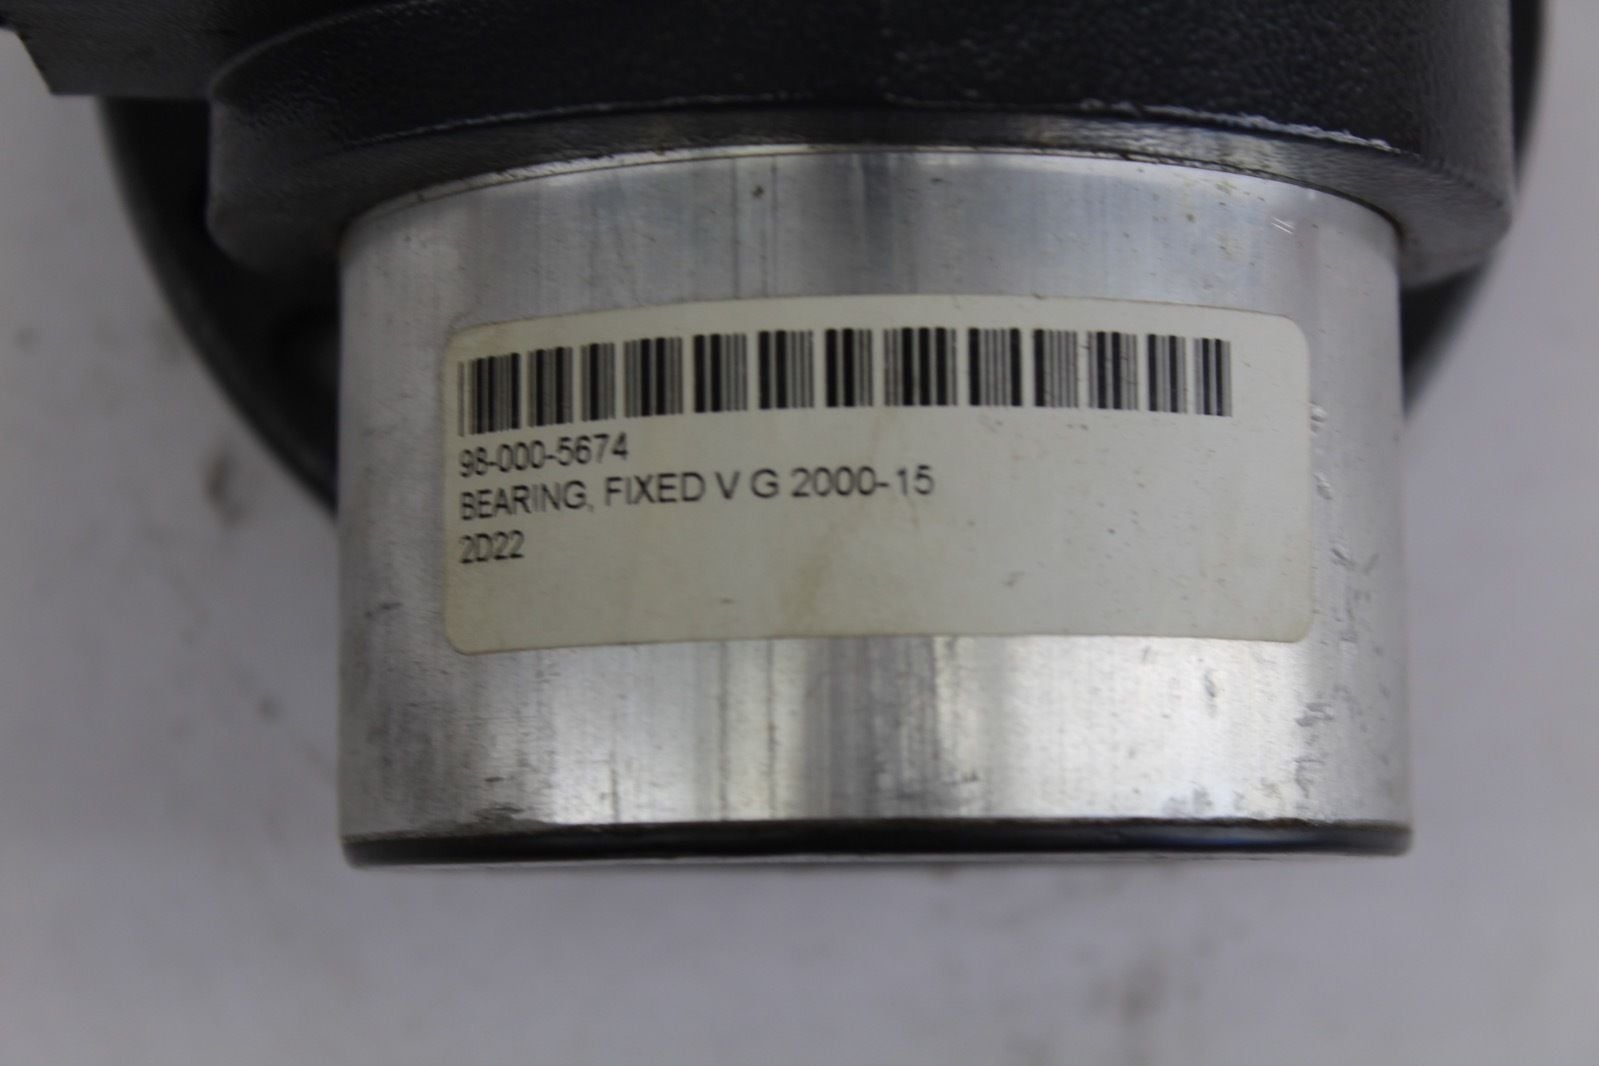 98-000-5674
BEARING, FIXED V G 2000-15
2D22